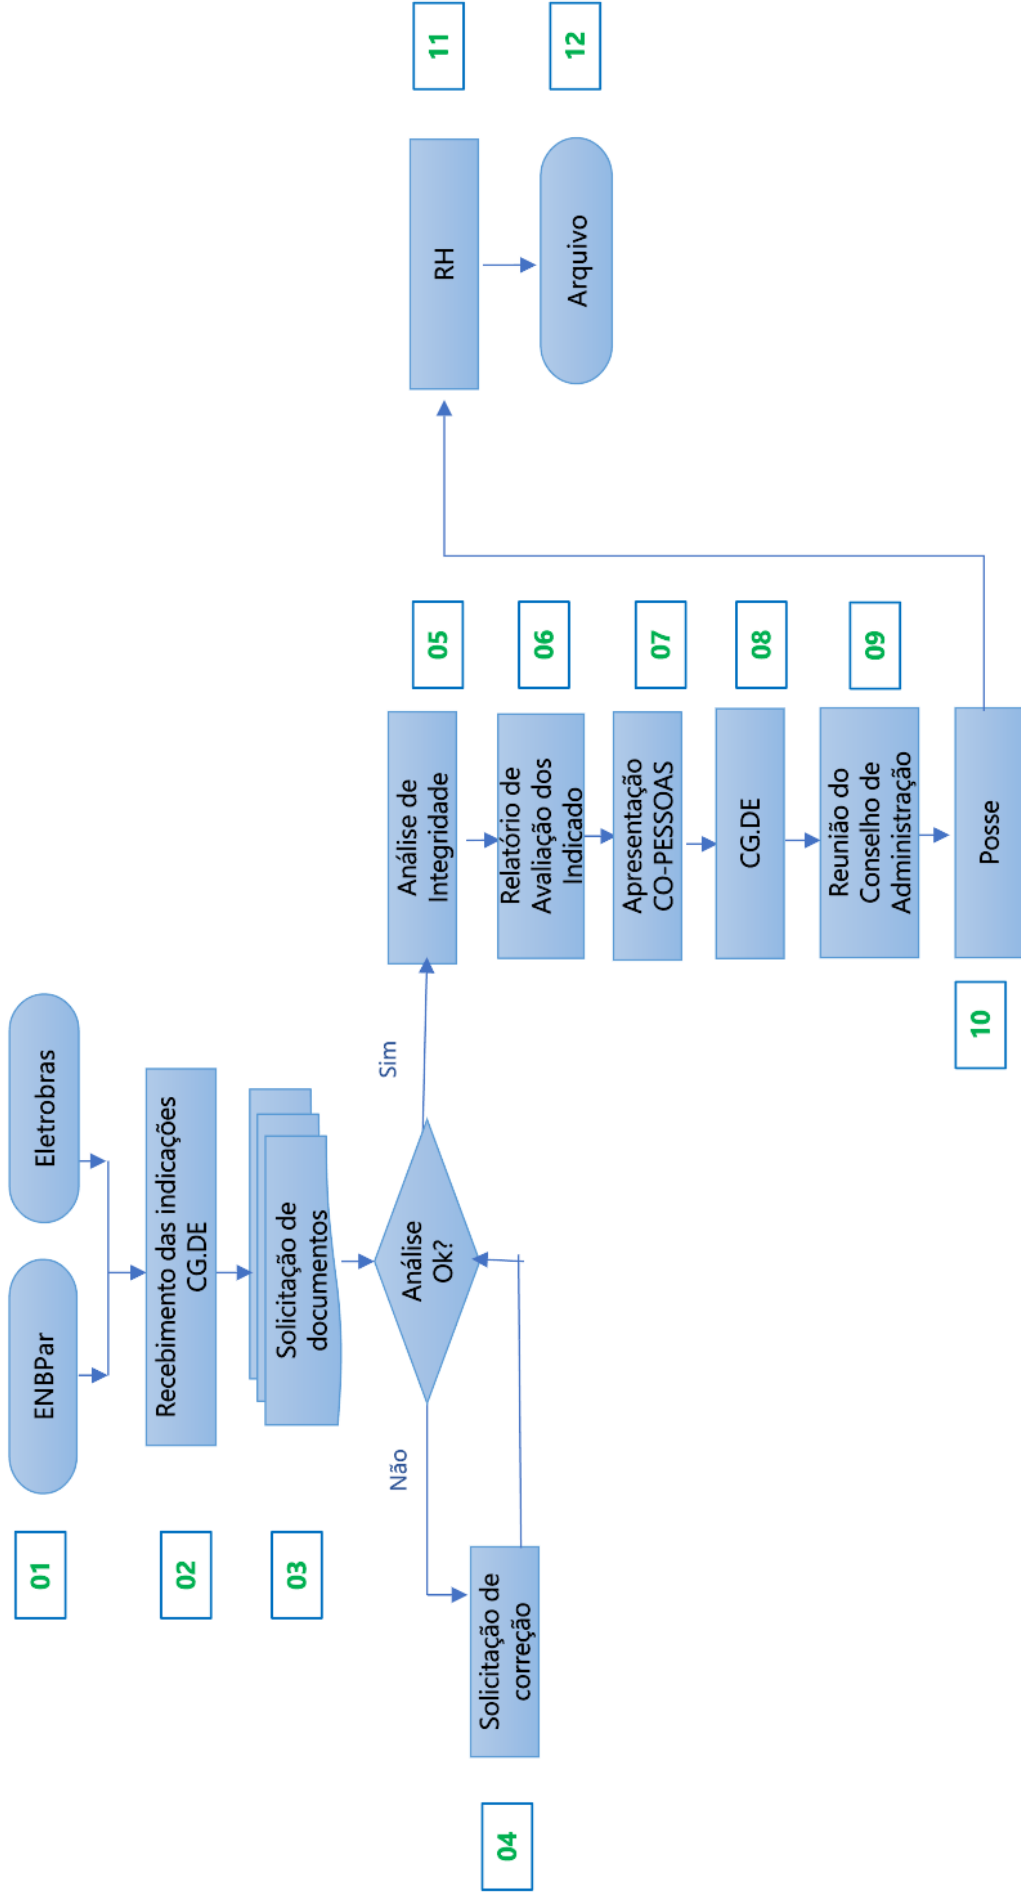 01
ENBPar
Eletrobras
02
Recebimento das indicações
CG.DE
03
Solicitação de
documentos
Análise
Ok?
Não
Sim
04
Solicitação de
correção
Análise de
Integridade
05
Relatório de
Avaliação dos
Indicado
06
Apresentação
CO-PESSOAS
07
CG.DE
08
Reunião do
Conselho de
Administração
09
10
Posse
RH
11
Arquivo
12